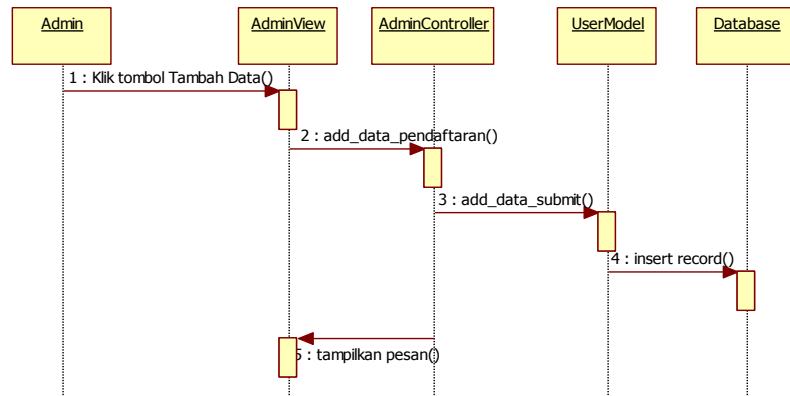 Admin
AdminView
AdminController
UserModel
Database
1 : Klik tombol Tambah Data()
2 : add_data_pendaftaran()
3 : add_data_submit()
4 : insert record()
5 : tampilkan pesan()